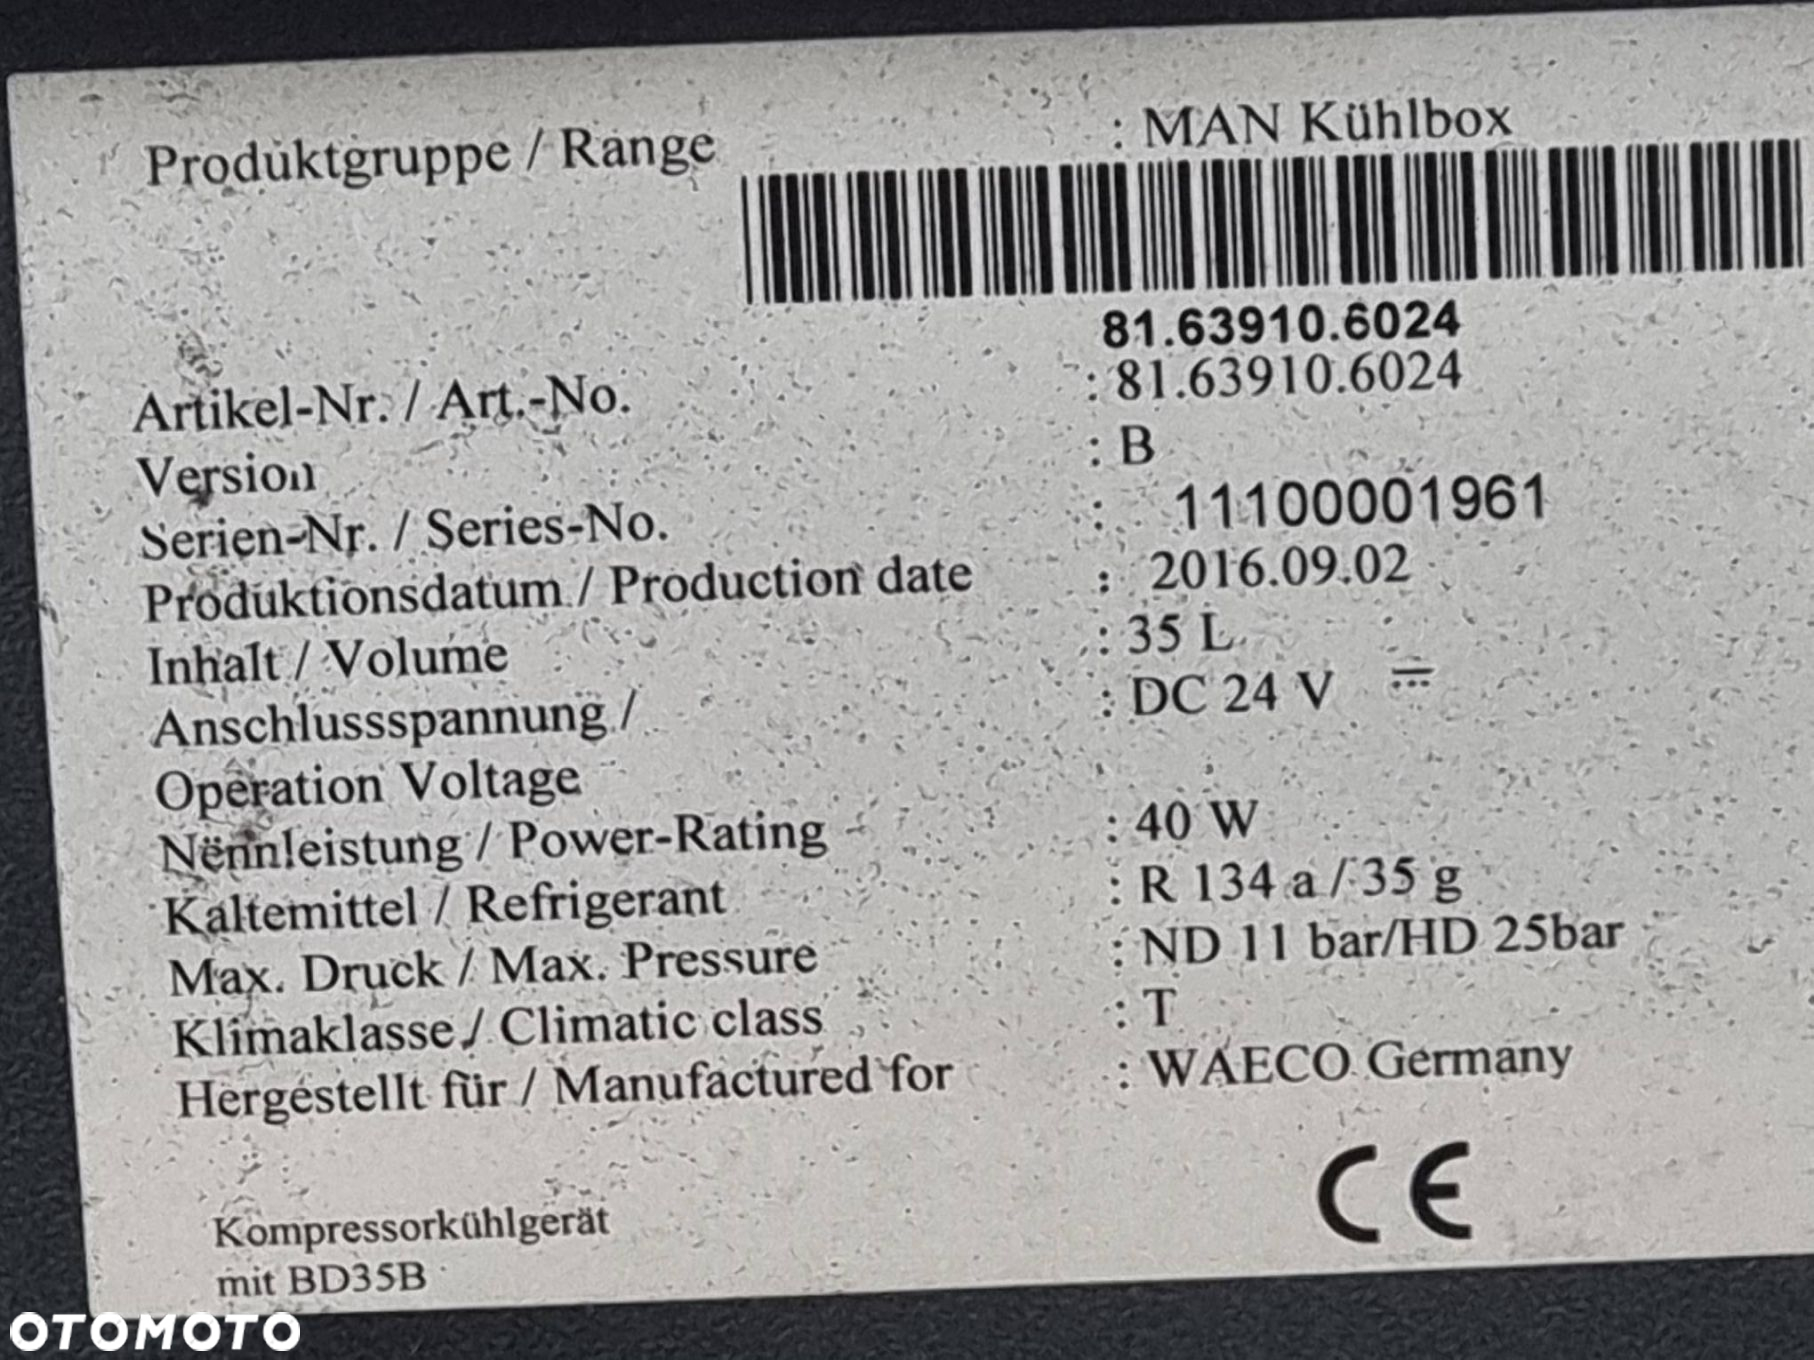 Produktgruppe / Range : MAN Kühlbox
81.63910.6024
Artikel-Nr. / Art.-No. : 81.63910.6024
Version : B
Serien-Nr. / Series-No. : 11100001961
Produktionsdatum / Production date : 2016.09.02
Inhalt / Volume : 35 L
Anschlussspannung / : DC 24 V ⎓
Operation Voltage
Nennleistung / Power-Rating : 40 W
Kältemittel / Refrigerant : R 134 a / 35 g
Max. Druck / Max. Pressure : ND 11 bar/HD 25bar
Klimaklasse / Climatic class : T
Hergestellt für / Manufactured for : WAECO Germany
CE
Kompressorkühlgerät
mit BD35B
OTOMOTO